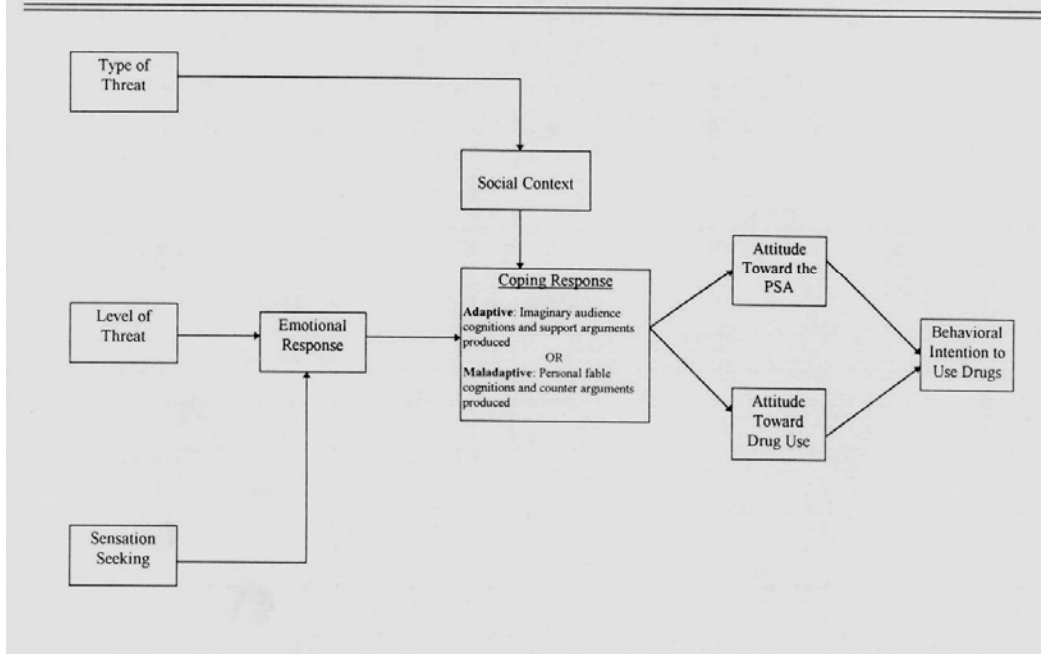 Type of
Threat
Social Context
Level of
Threat
Emotional
Response
Coping Response
Adaptive: Imaginary audience
cognitions and support arguments
produced
OR
Maladaptive: Personal fable
cognitions and counter arguments
produced
Attitude
Toward the
PSA
Attitude
Toward
Drug Use
Behavioral
Intention to
Use Drugs
Sensation
Seeking